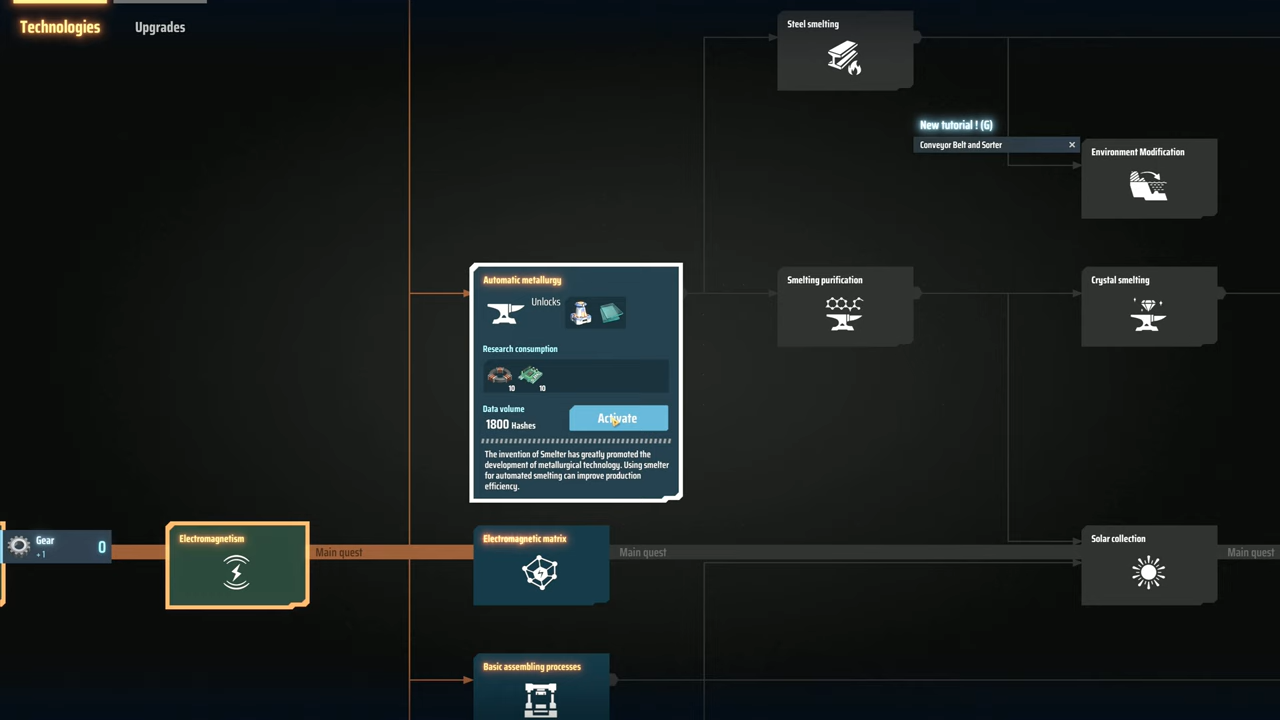 Technologies
Upgrades
Steel smelting
New tutorial ! (G)
Conveyor Belt and Sorter
Environment Modification
Automatic metallurgy
Unlocks
Research consumption
10
10
Data volume
1800 Hashes
Activate
The invention of Smelter has greatly promoted the
development of metallurgical technology. Using smelter
for automated smelting can improve production
efficiency.
Smelting purification
Crystal smelting
Gear
+1
0
Electromagnetism
Main quest
Electromagnetic matrix
Main quest
Solar collection
Main quest
Basic assembling processes